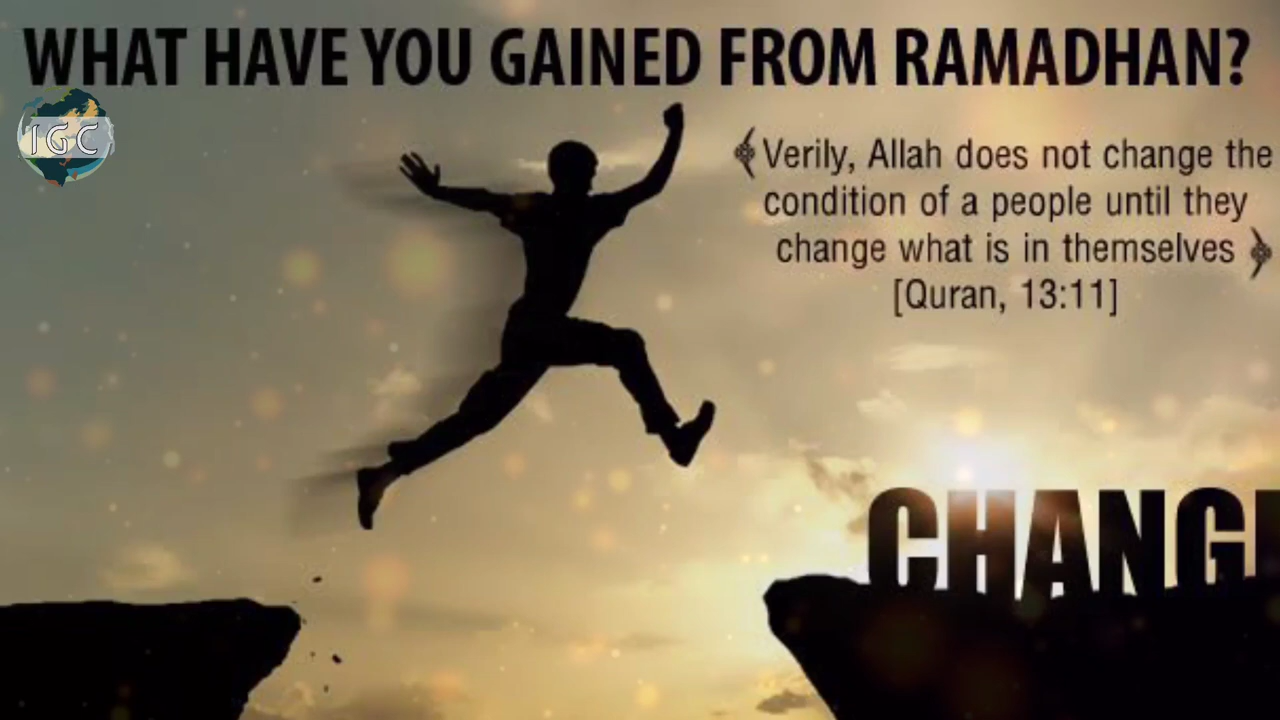 WHAT HAVE YOU GAINED FROM RAMADHAN?
IGC
Verily, Allah does not change the
condition of a people until they
change what is in themselves
[Quran, 13:11]
CHANG